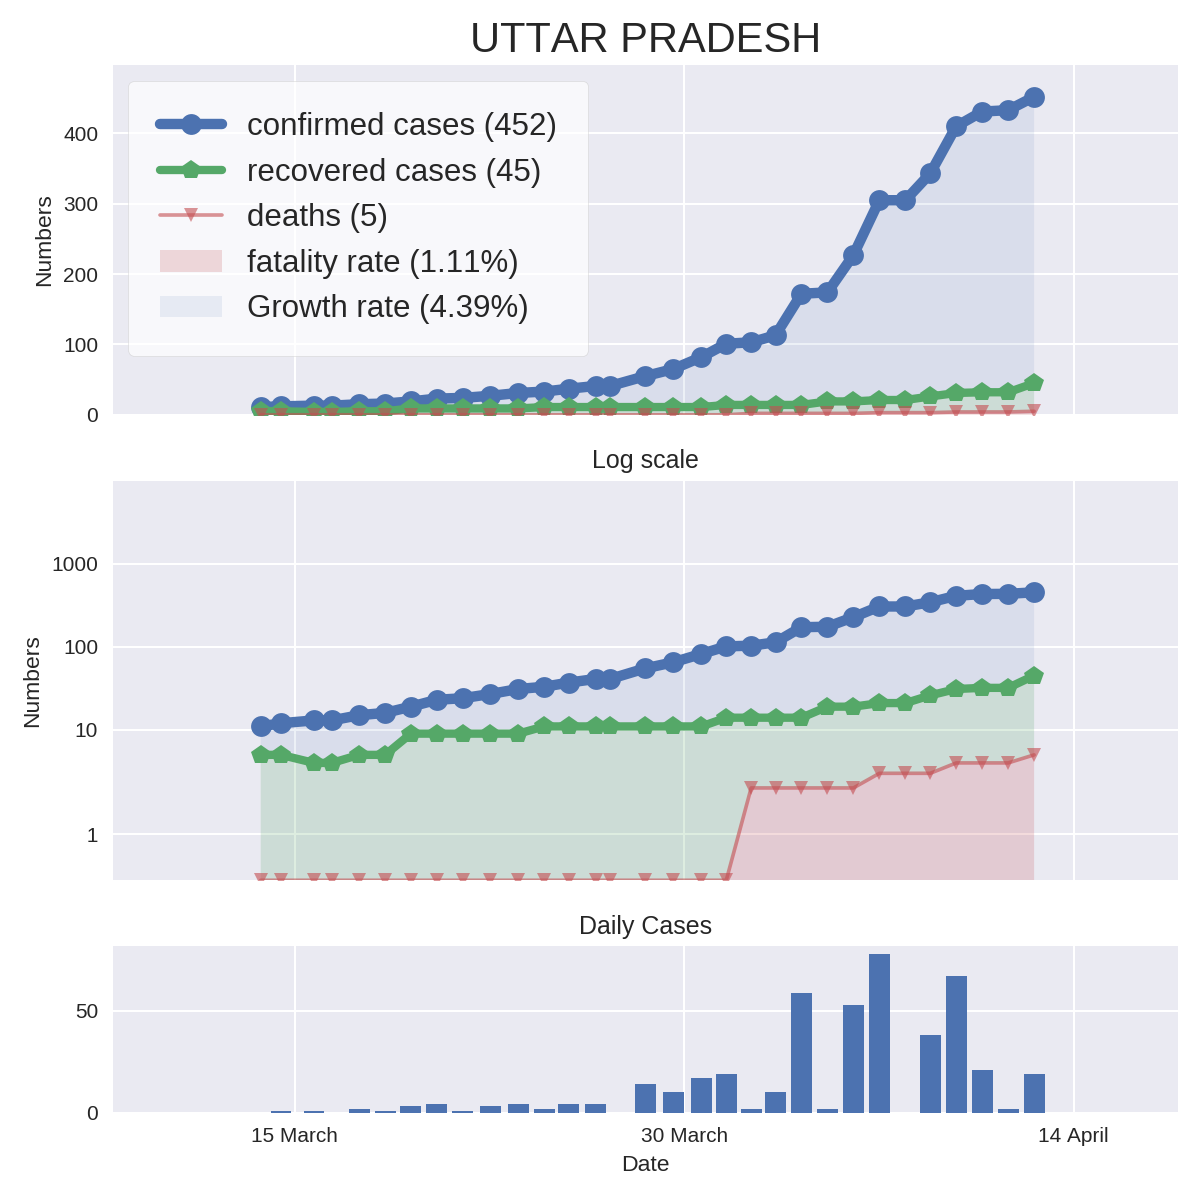 UTTAR PRADESH
confirmed cases (452)
recovered cases (45)
deaths (5)
fatality rate (1.11%)
Growth rate (4.39%)
Numbers
400
300
200
100
0
Log scale
Numbers
1000
100
10
1
Daily Cases
50
0
15 March
30 March
14 April
Date